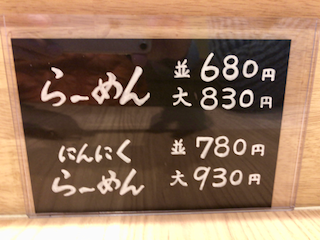 らーめん 並 680円
大 830円
にんにく 並 780円
らーめん 大 930円